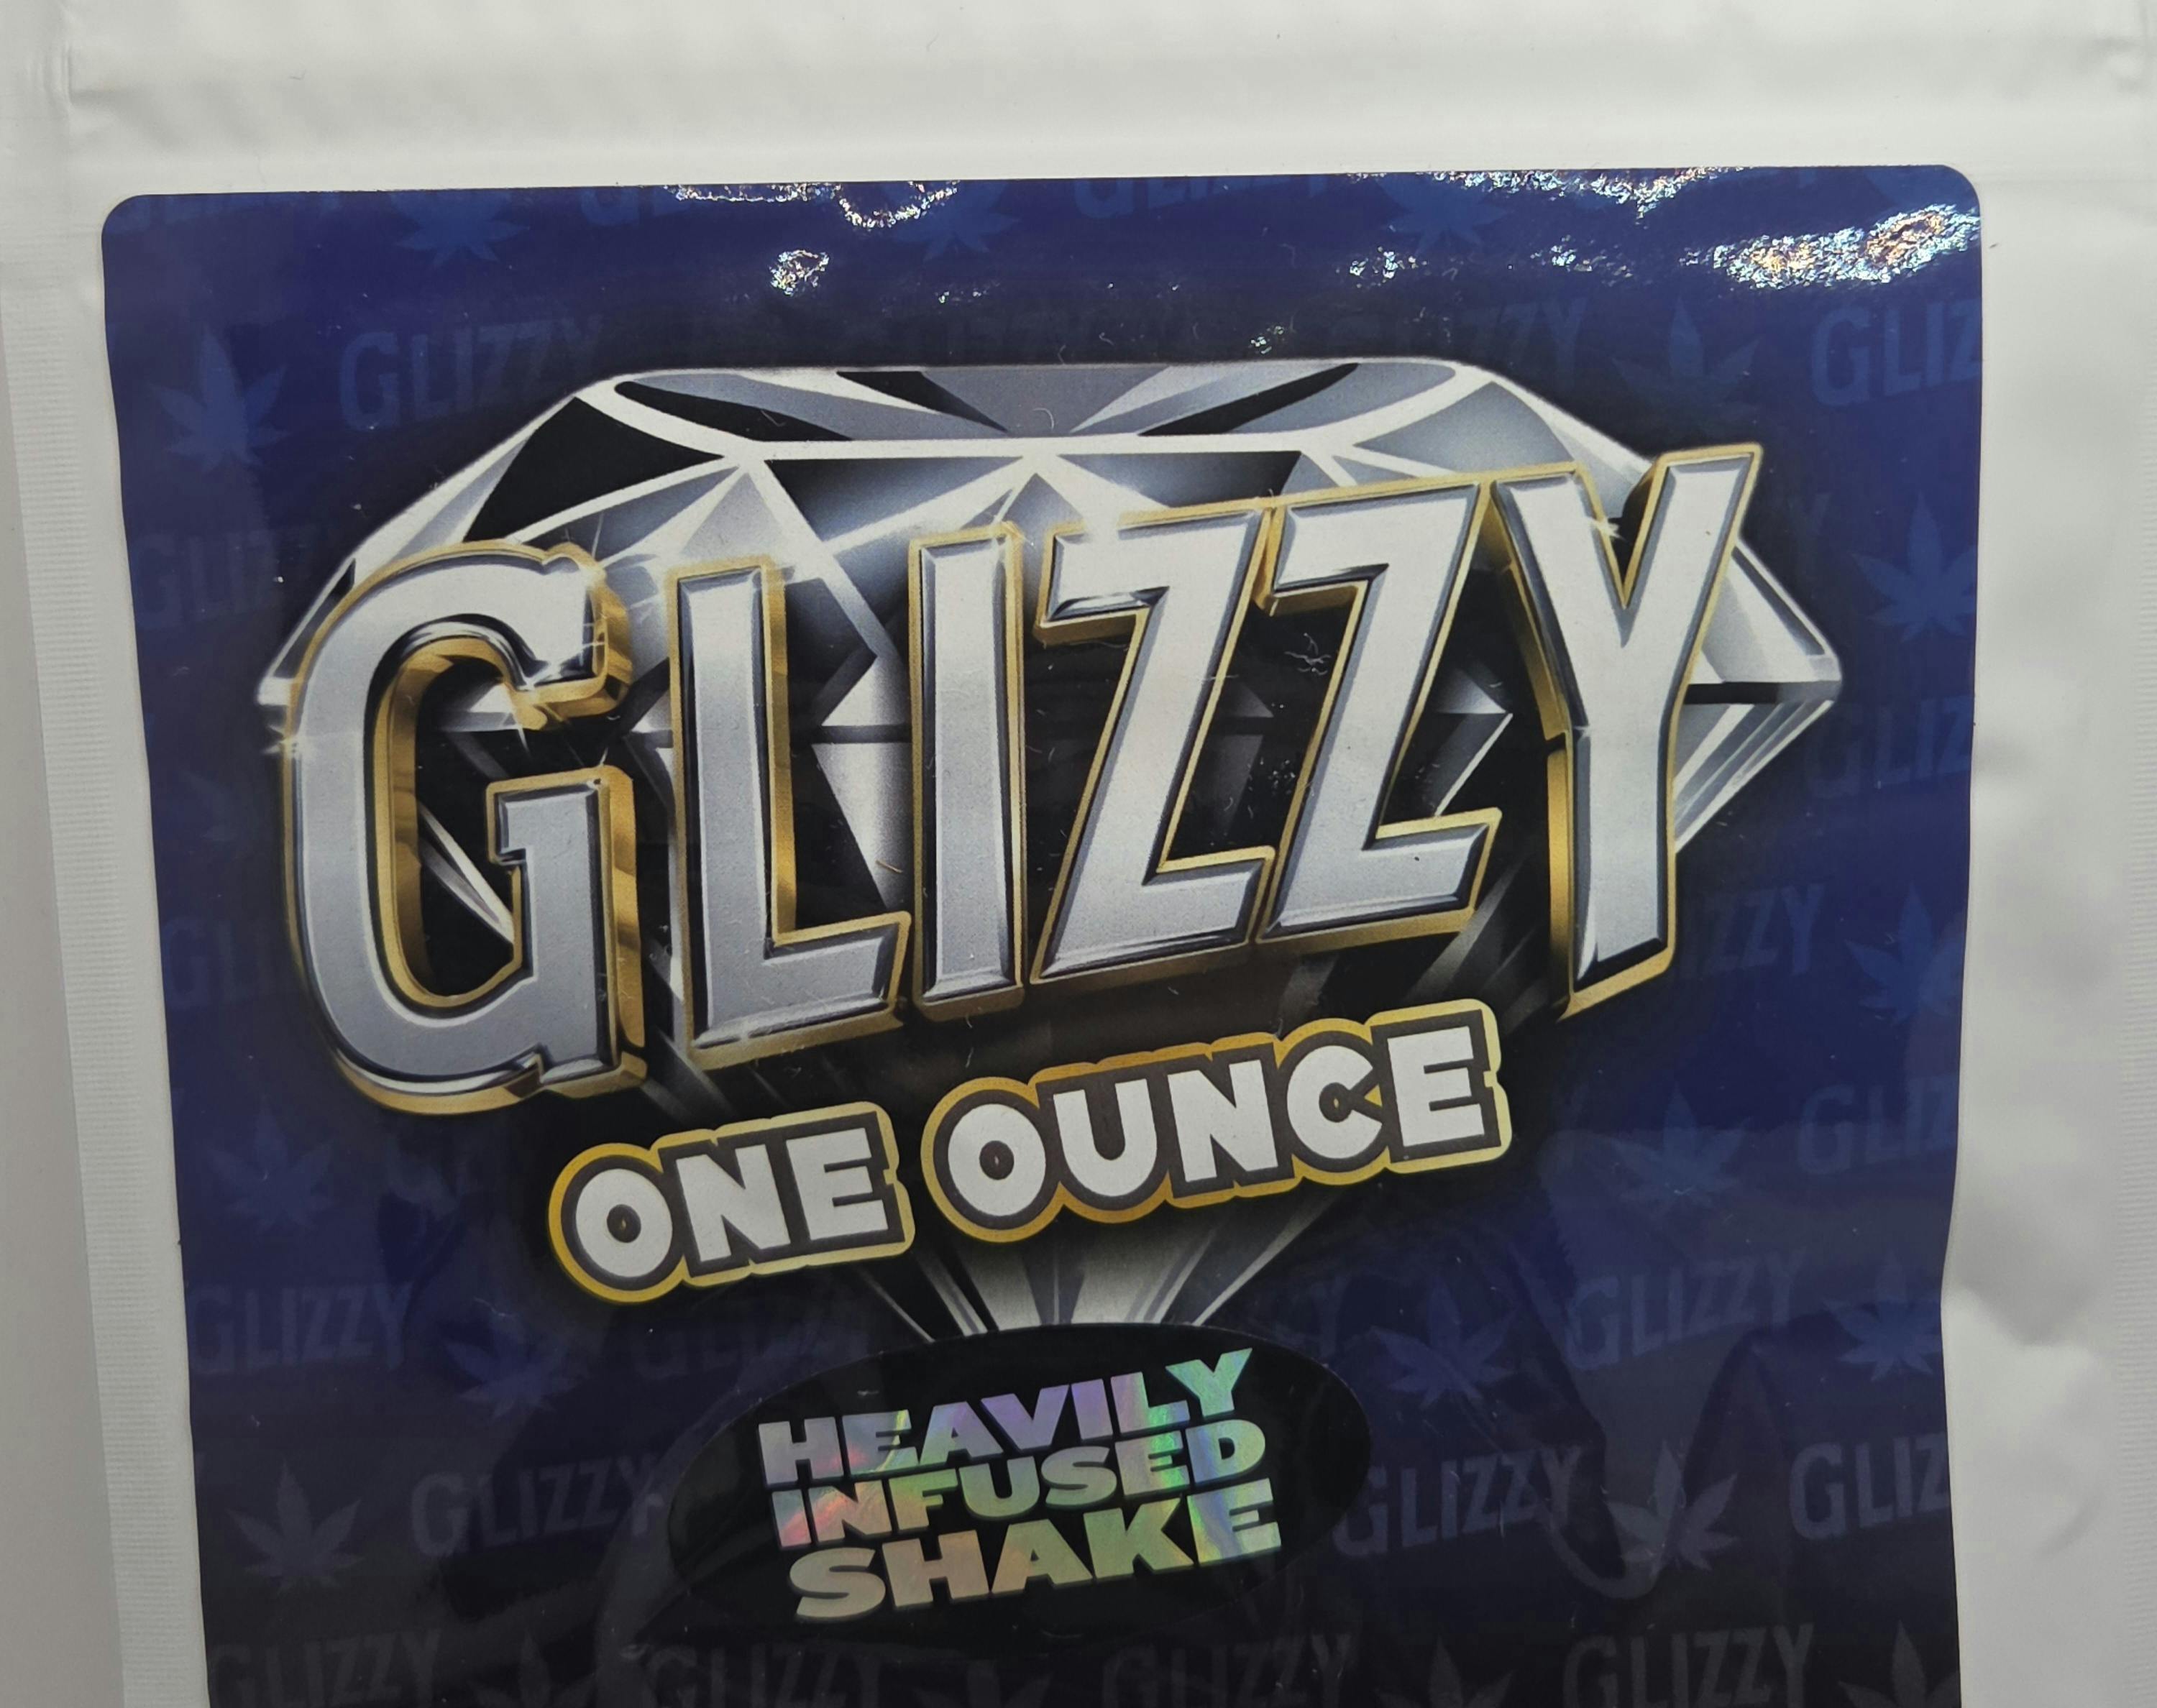 GLIZZY
ONE OUNCE
HEAVILY
INFUSED
SHAKE